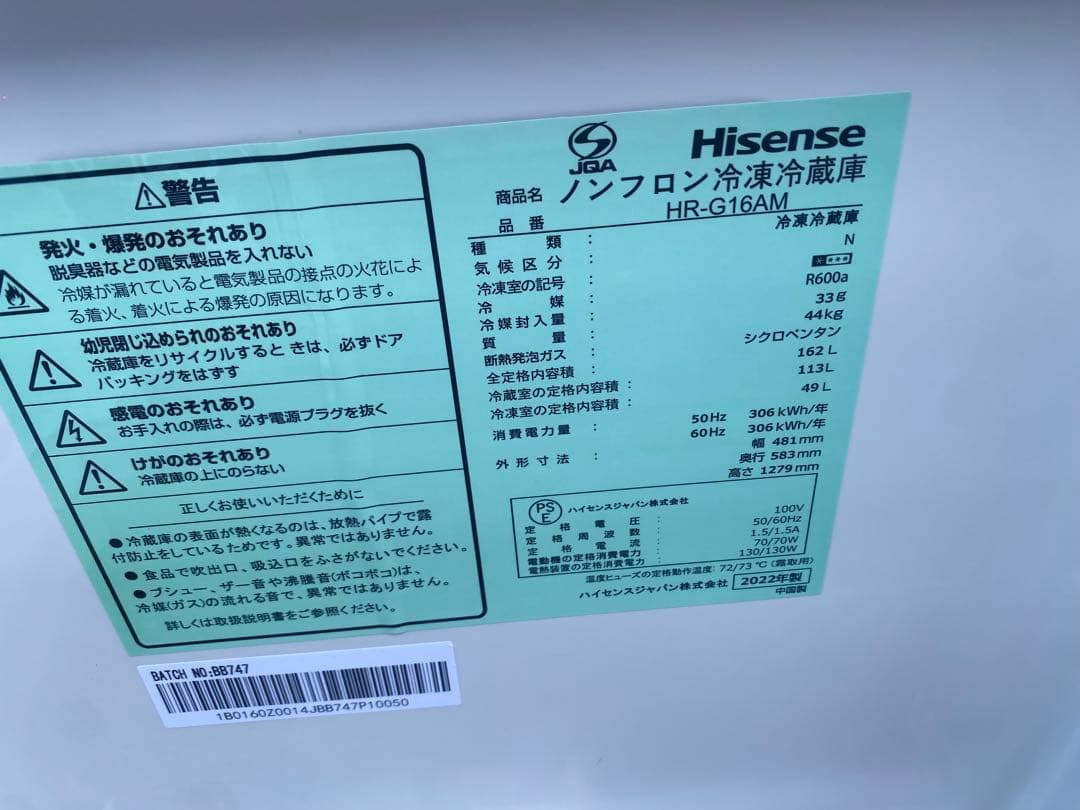 ⚠警告
発火・爆発のおそれあり
脱臭器などの電気製品を入れない
冷媒が漏れていると電気製品の接点の火花によ
る着火、着火による爆発の原因になります。
幼児閉じ込められのおそれあり
冷蔵庫をリサイクルすると きは、必ずドア
パッキングをはずす
感電のおそれあり
お手入れの際は、必ず電源プラグを抜く
けがのおそれあり
冷蔵庫の上にのらない
正しくお使いいただくために
●冷蔵庫の表面が熱くなるのは、放熱パイプで露
付防止をしているためです。異常ではありません。
●食品で吹出口、吸込口をふさがないでください。
●ブシュー、ザー音や沸騰音(ボコボコ)は、
冷媒(ガス)の流れる音で、異常ではありません。
詳しくは取扱説明書をご参照ください。
JQA
Hisense
商品名 ノンフロン冷凍冷蔵庫
品番 HR-G16AM
種類 : 冷凍冷蔵庫
気候区分 : N
冷凍室の記号 :
冷媒 : R600a
冷媒封入量 : 33g
質量 : 44kg
断熱発泡ガス : シクロペンタン
全定格内容積 : 162L
冷蔵室の定格内容積 : 113L
冷凍室の定格内容積 : 49L
消費電力量 : 50Hz 306kWh/年
60Hz 306kWh/年
外形寸法 : 幅 481mm
奥行 583mm
高さ 1279mm
PSE ハイセンスジャパン株式会社
定格電圧 : 100V
定格周波数 : 50/60Hz
定格電流 : 1.5/1.5A
電動機の定格消費電力 : 70/70W
電熱装置の定格消費電力 : 130/130W
温度ヒューズの定格動作温度: 72/73℃(霜取用)
ハイセンスジャパン株式会社 2022年製
中国製
BATCH NO:BB747
1B0160Z0014JBB747P10050